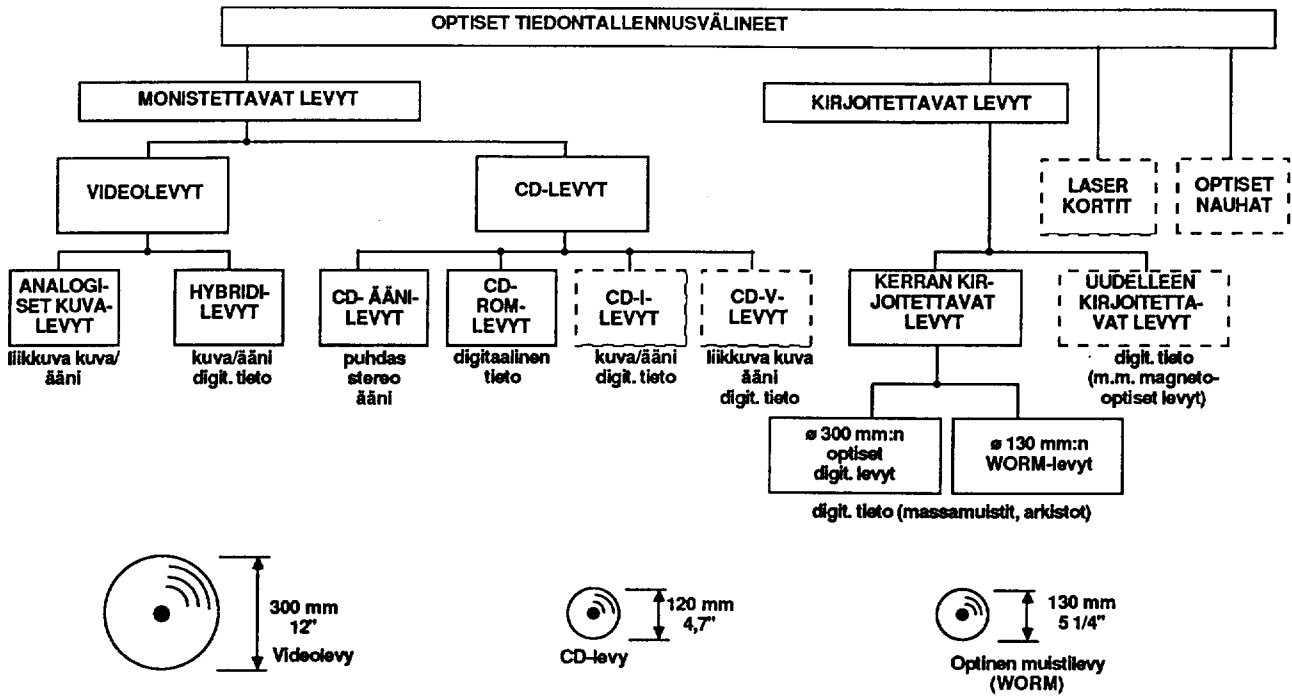 OPTISET TIEDONTALLENNUSVÄLINEET
MONISTETTAVAT LEVYT
KIRJOITETTAVAT LEVYT
VIDEOLEVYT
CD-LEVYT
LASER
KORTIT
OPTISET
NAUHAT
ANALOGI-
SET KUVA-
LEVYT
liikkuva kuva/
ääni
HYBRIDI-
LEVYT
kuva/ääni
digit. tieto
CD- ÄÄNI-
LEVYT
puhdas
stereo
ääni
CD-
ROM-
LEVYT
digitaalinen
tieto
CD-I-
LEVYT
kuva/ääni
digit. tieto
CD-V-
LEVYT
liikkuva kuva
ääni
digit. tieto
KERRAN KIR-
JOITETTAVAT
LEVYT
UUDELLEEN
KIRJOITETTA-
VAT LEVYT
digit. tieto
(m.m. magneto-
optiset levyt)
ø 300 mm:n
optiset
digit. levyt
ø 130 mm:n
WORM-levyt
digit. tieto (massamuistit, arkistot)
300 mm
12"
Videolevy
120 mm
4,7"
CD-levy
130 mm
5 1/4"
Optinen muistilevy
(WORM)